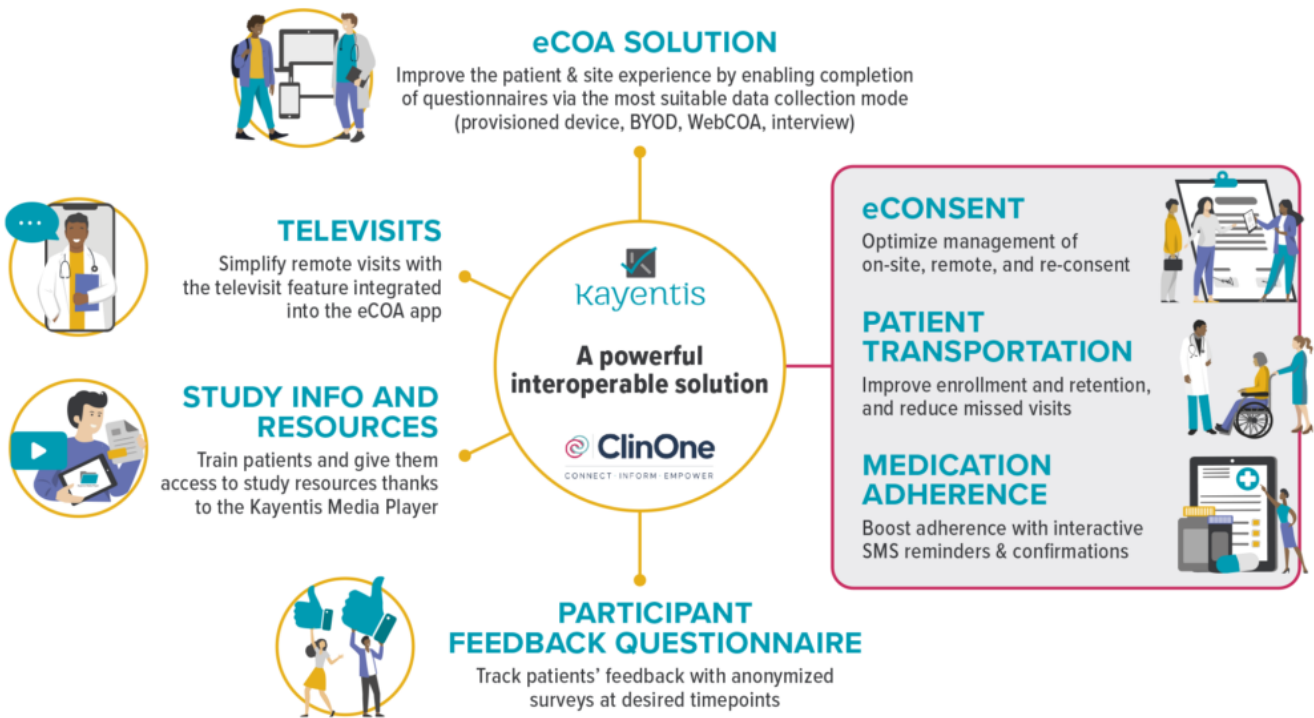 eCOA SOLUTION
Improve the patient & site experience by enabling completion
of questionnaires via the most suitable data collection mode
(provisioned device, BYOD, WebCOA, interview)
TELEVISITS
Simplify remote visits with
the televisit feature integrated
into the eCOA app
STUDY INFO AND
RESOURCES
Train patients and give them
access to study resources thanks
to the Kayentis Media Player
Kayentis
A powerful
interoperable solution
ClinOne
CONNECT · INFORM · EMPOWER
eCONSENT
Optimize management of
on-site, remote, and re-consent
PATIENT
TRANSPORTATION
Improve enrollment and retention,
and reduce missed visits
MEDICATION
ADHERENCE
Boost adherence with interactive
SMS reminders & confirmations
PARTICIPANT
FEEDBACK QUESTIONNAIRE
Track patients’ feedback with anonymized
surveys at desired timepoints